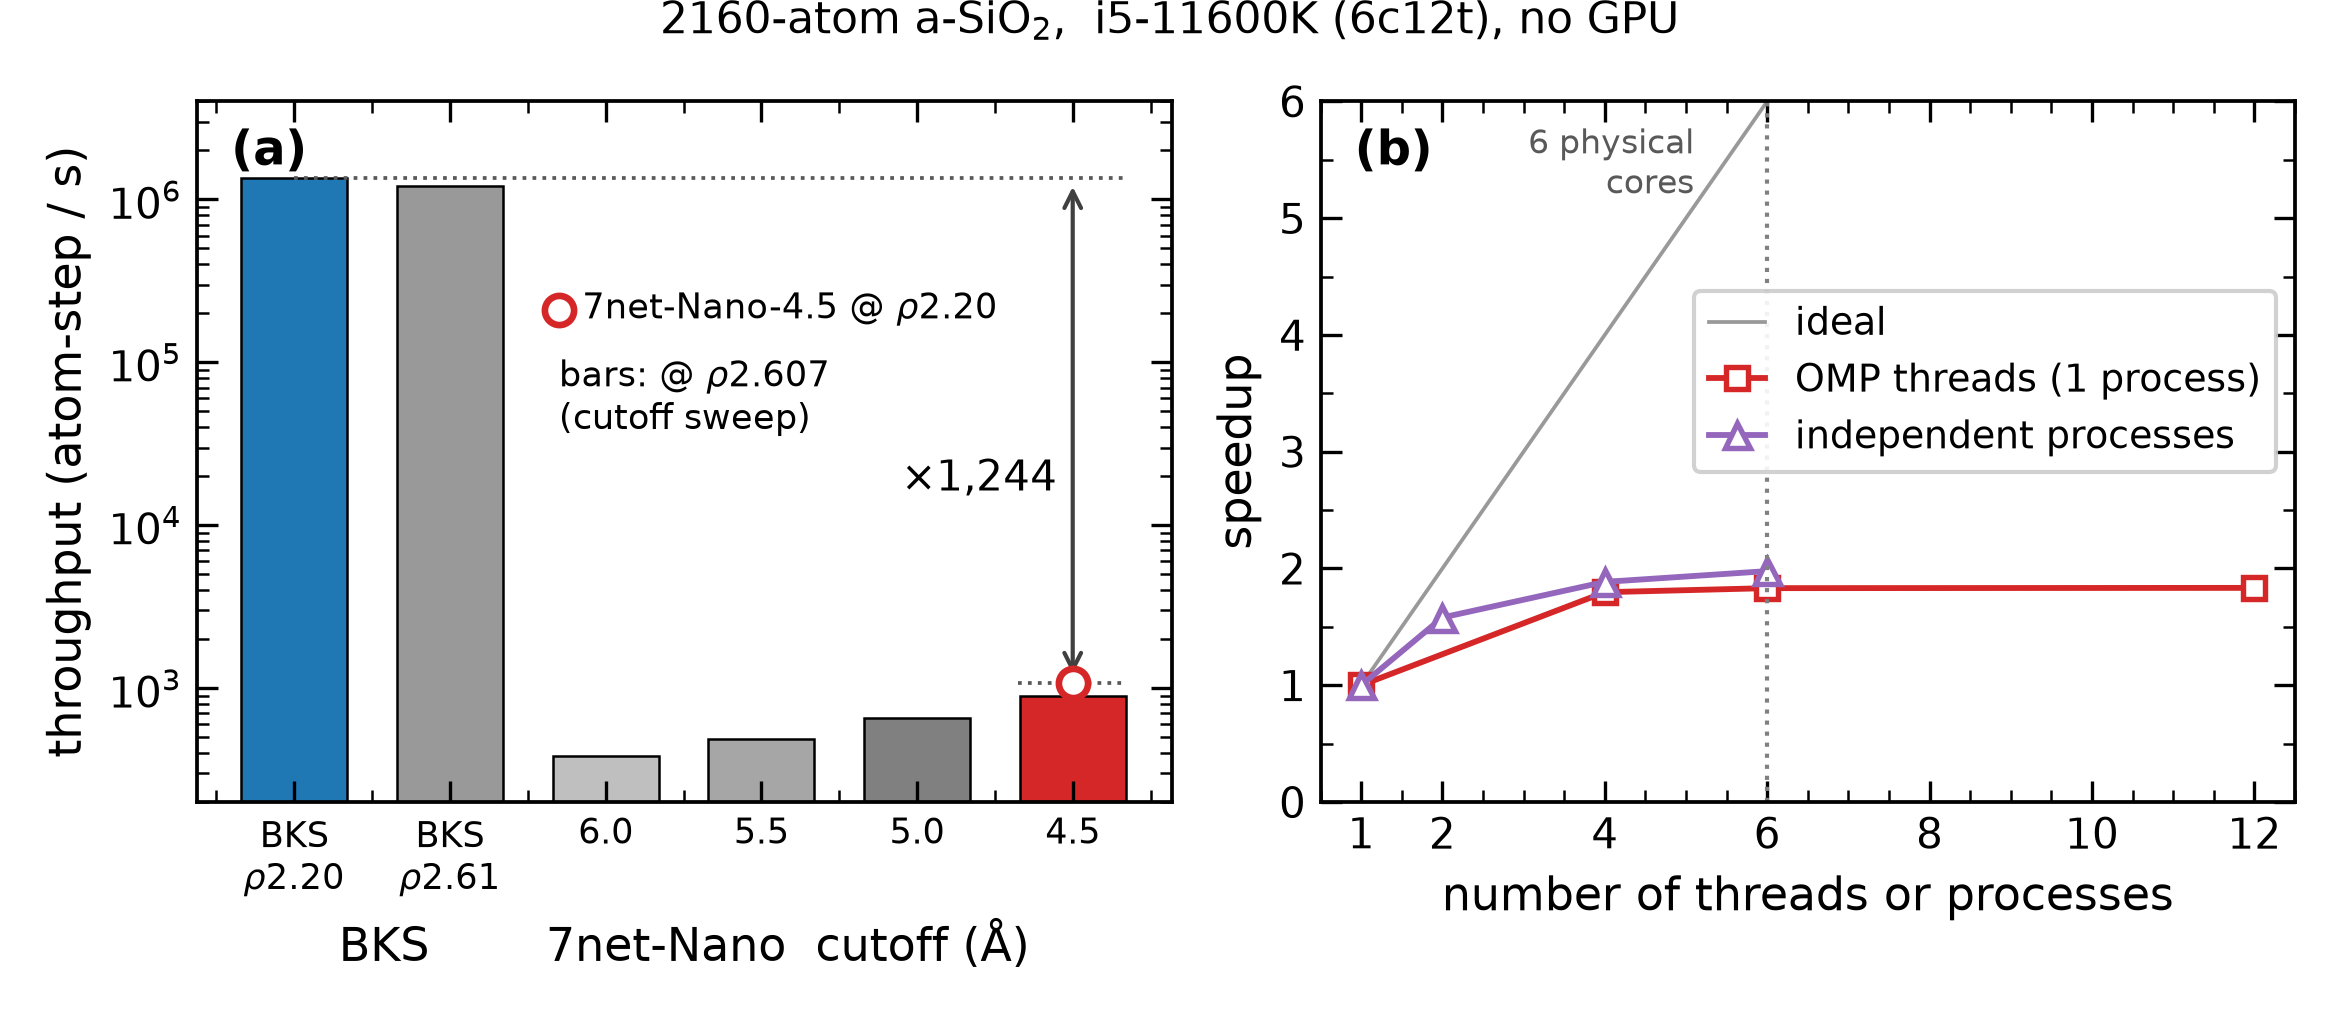 2160-atom a-SiO₂, i5-11600K (6c12t), no GPU
(a)
throughput (atom-step / s)
10⁶
10⁵
10⁴
10³
7net-Nano-4.5 @ ρ2.20
bars: @ ρ2.607
(cutoff sweep)
×1,244
BKS
ρ2.20
BKS
ρ2.61
6.0
5.5
5.0
4.5
BKS
7net-Nano cutoff (Å)
(b)
6 physical
cores
speedup
6
5
4
3
2
1
0
ideal
OMP threads (1 process)
independent processes
1 2 4 6 8 10 12
number of threads or processes